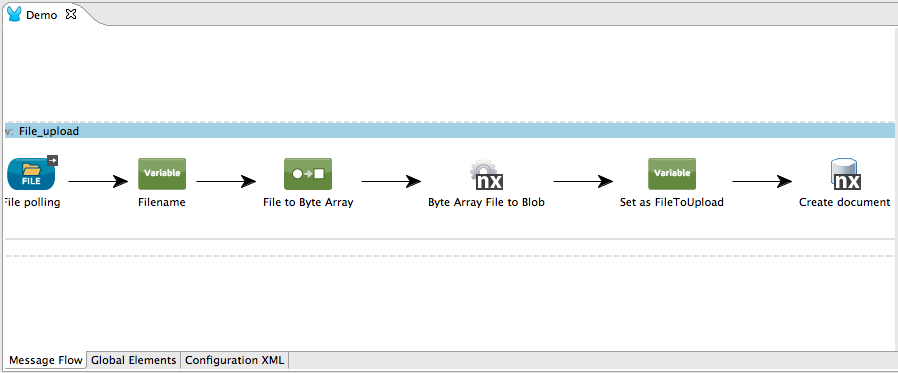 Demo
v: File_upload
FILE
Variable
nx
Variable
nx
File polling
Filename
File to Byte Array
Byte Array File to Blob
Set as FileToUpload
Create document
Message Flow
Global Elements
Configuration XML